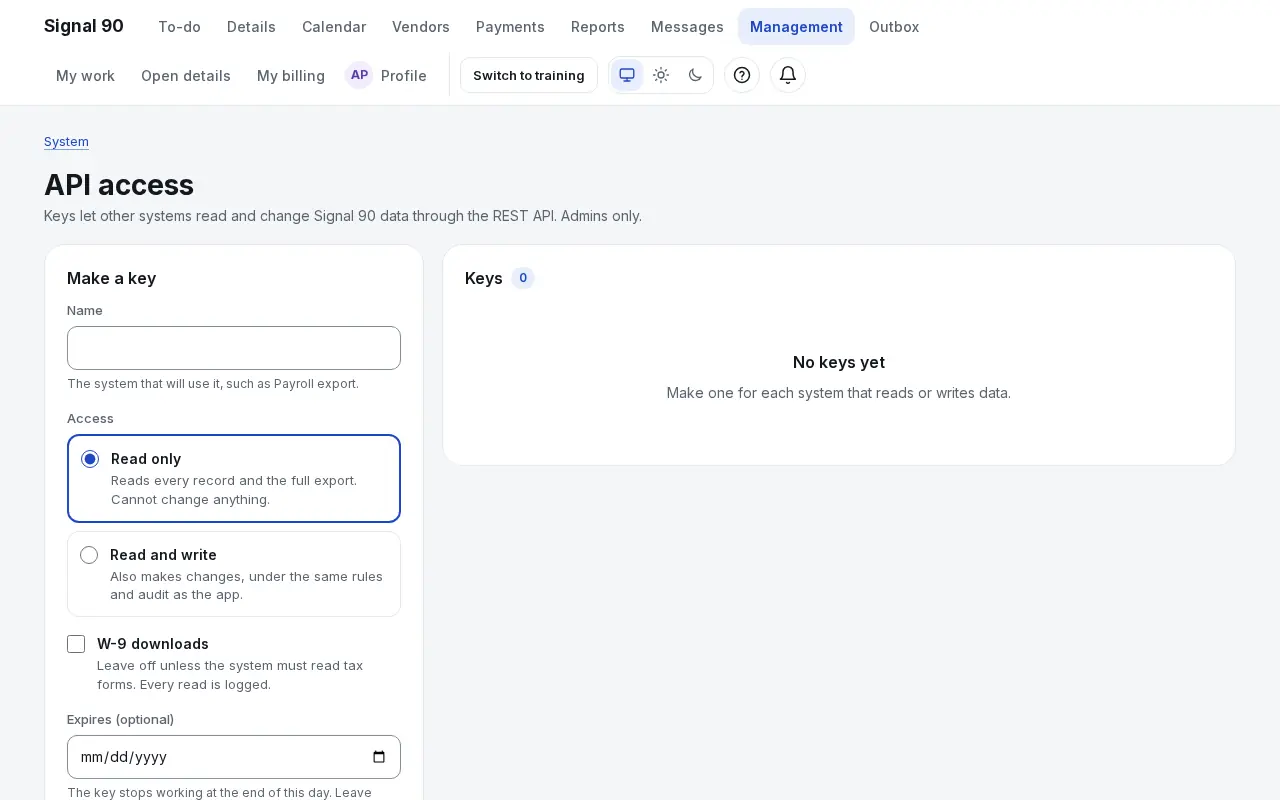 Signal 90
To-do
Details
Calendar
Vendors
Payments
Reports
Messages
Management
Outbox
My work
Open details
My billing
AP
Profile
Switch to training
System
API access
Keys let other systems read and change Signal 90 data through the REST API. Admins only.
Make a key
Name
The system that will use it, such as Payroll export.
Access
Read only
Reads every record and the full export.
Cannot change anything.
Read and write
Also makes changes, under the same rules
and audit as the app.
W-9 downloads
Leave off unless the system must read tax
forms. Every read is logged.
Expires (optional)
mm/dd/yyyy
The key stops working at the end of this day. Leave
Keys 0
No keys yet
Make one for each system that reads or writes data.